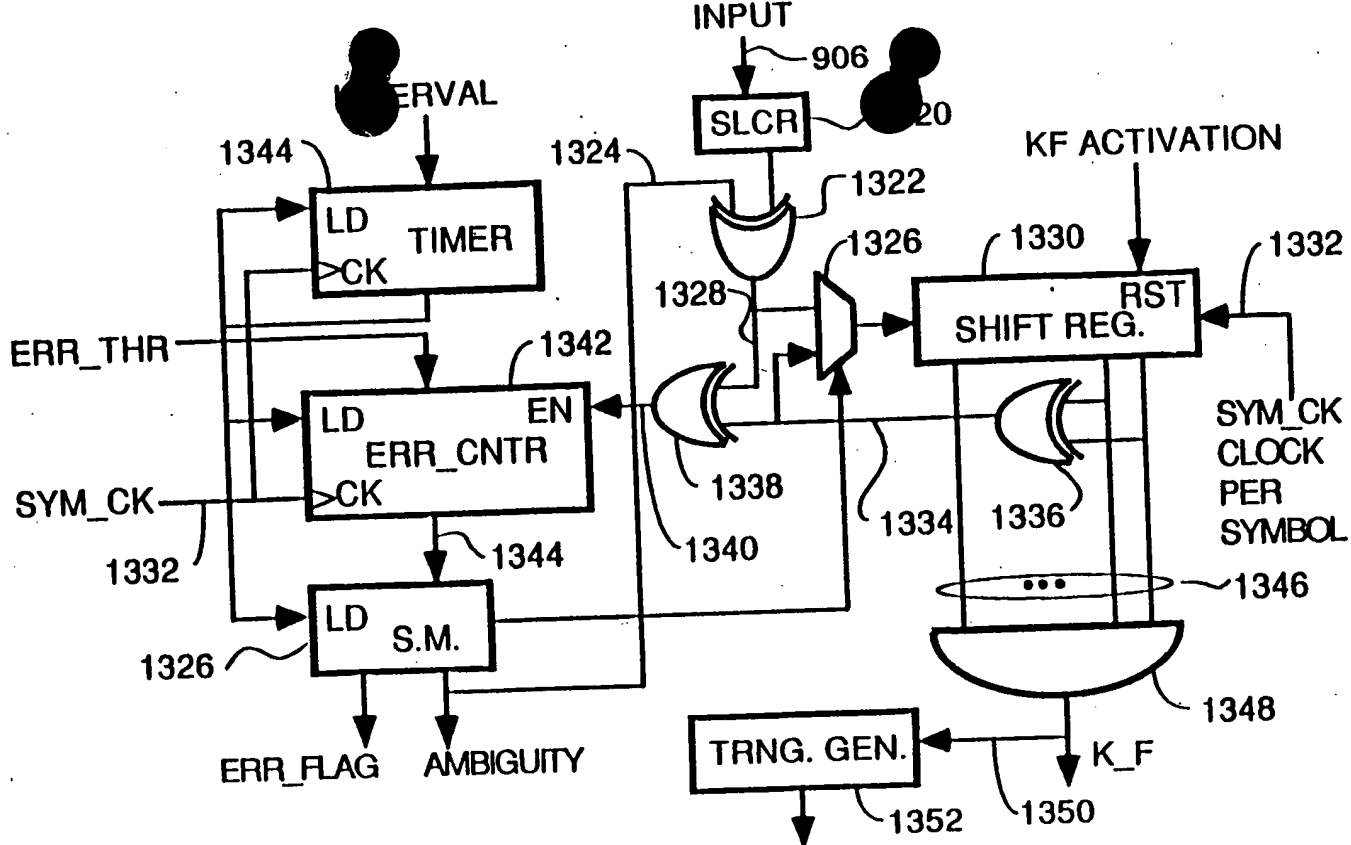 INPUT
906
ERVAL
SLCR
20
KF ACTIVATION
1344
1324
1322
LD
TIMER
CK
1326
1330
1332
1328
RST
SHIFT REG.
ERR_THR
1342
LD
EN
ERR_CNTR
CK
SYM_CK
CLOCK
PER
SYMBOL
SYM_CK
1338
1334
1336
1332
1344
1340
1346
LD
S.M.
1326
1348
ERR_FLAG
AMBIGUITY
TRNG. GEN.
K_F
1352
1350